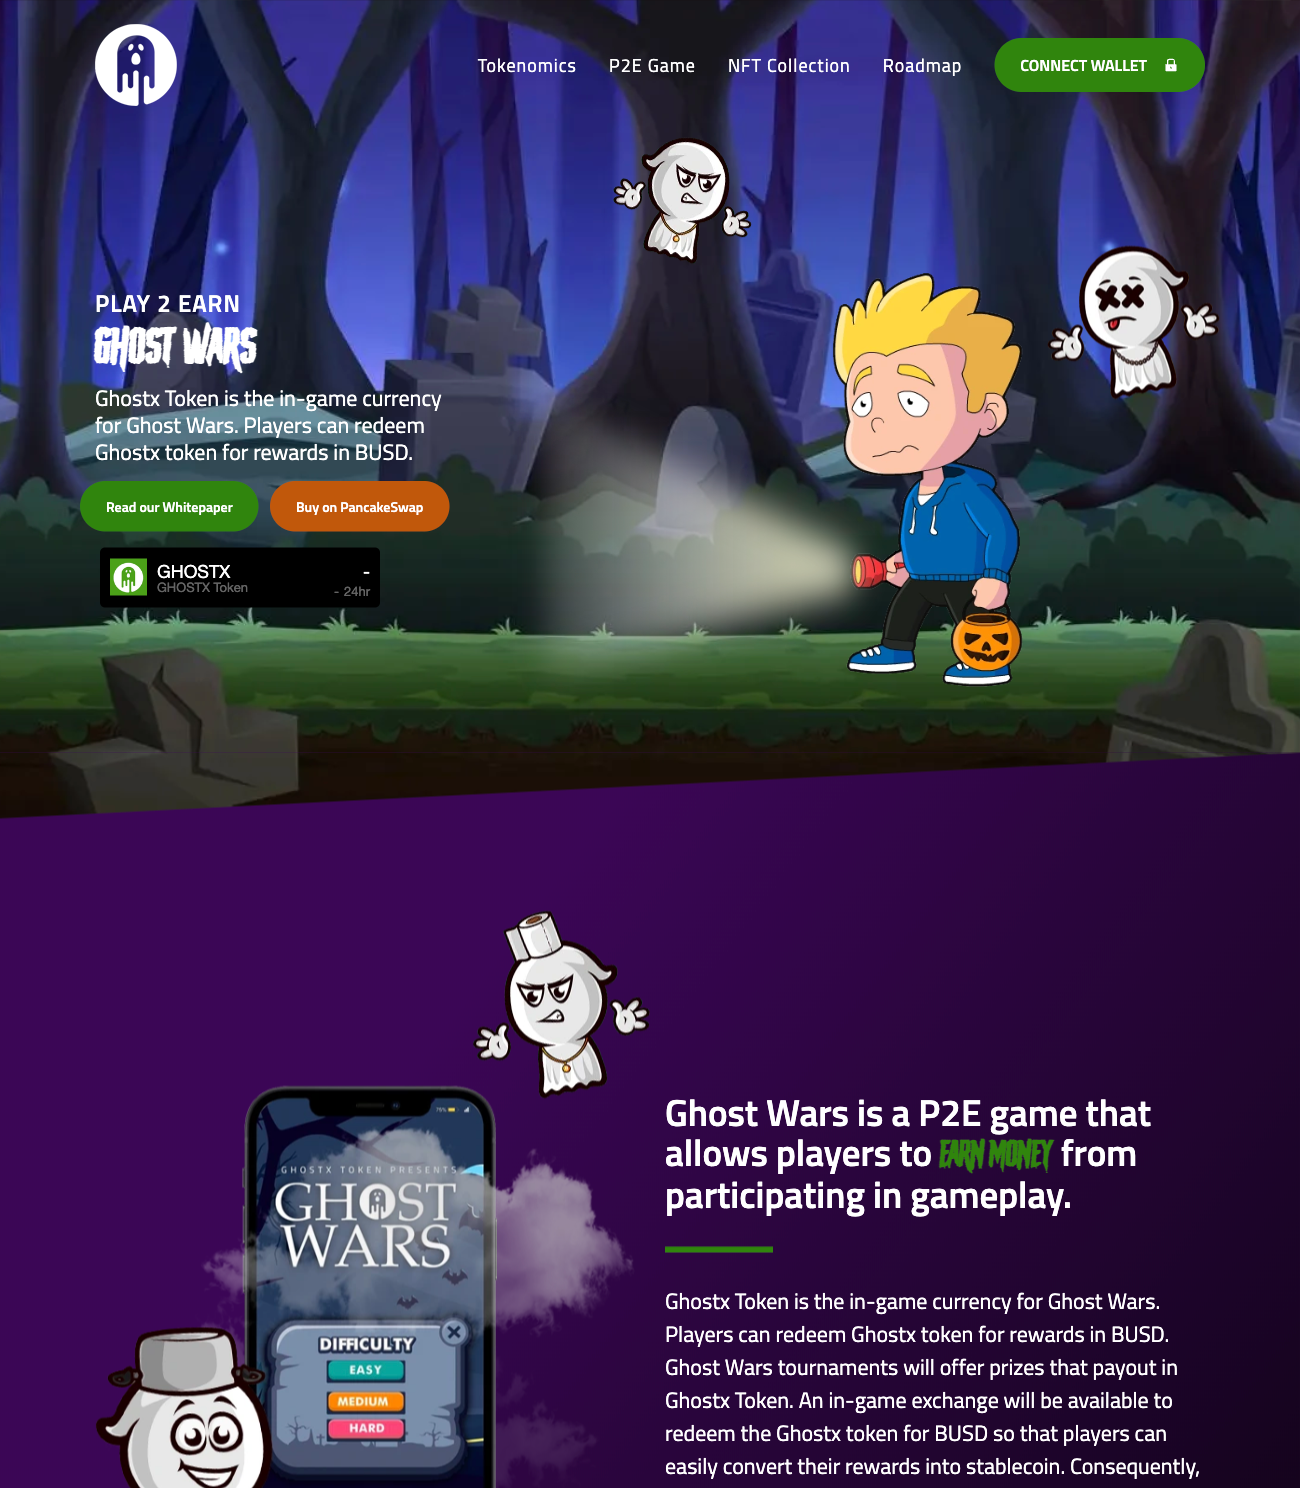 Tokenomics P2E Game NFT Collection Roadmap CONNECT WALLET
PLAY 2 EARN
GHOST WARS
Ghostx Token is the in-game currency
for Ghost Wars. Players can redeem
Ghostx token for rewards in BUSD.
Read our Whitepaper Buy on PancakeSwap
GHOSTX -
GHOSTX Token - 24hr
Ghost Wars is a P2E game that
allows players to EARN MONEY from
participating in gameplay.
Ghostx Token is the in-game currency for Ghost Wars.
Players can redeem Ghostx token for rewards in BUSD.
Ghost Wars tournaments will offer prizes that payout in
Ghostx Token. An in-game exchange will be available to
redeem the Ghostx token for BUSD so that players can
easily convert their rewards into stablecoin. Consequently,
GHOSTX TOKEN PRESENTS
GHOST
WARS
DIFFICULTY
EASY
MEDIUM
HARD